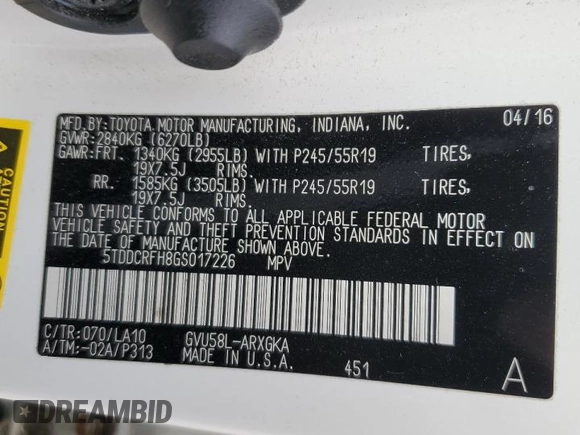 MFD.BY:TOYOTA MOTOR MANUFACTURING, INDIANA, INC. 04/16
GVWR:2840KG (6270LB)
GAWR:FRT. 1340KG (2955LB) WITH P245/55R19 TIRES,
19X7.5J RIMS.
RR. 1585KG (3505LB) WITH P245/55R19 TIRES,
19X7.5J RIMS.
THIS VEHICLE CONFORMS TO ALL APPLICABLE FEDERAL MOTOR
VEHICLE SAFETY AND THEFT PREVENTION STANDARDS IN EFFECT ON
THE DATE OF MANUFACTURE SHOWN ABOVE.
5TDDCRFH8GS017226 MPV
C/TR:070/LA10 GVU58L-ARXGKA
A/TM:-02A/P313 MADE IN U.S.A. 451 A
CAUTION
DREAMBID